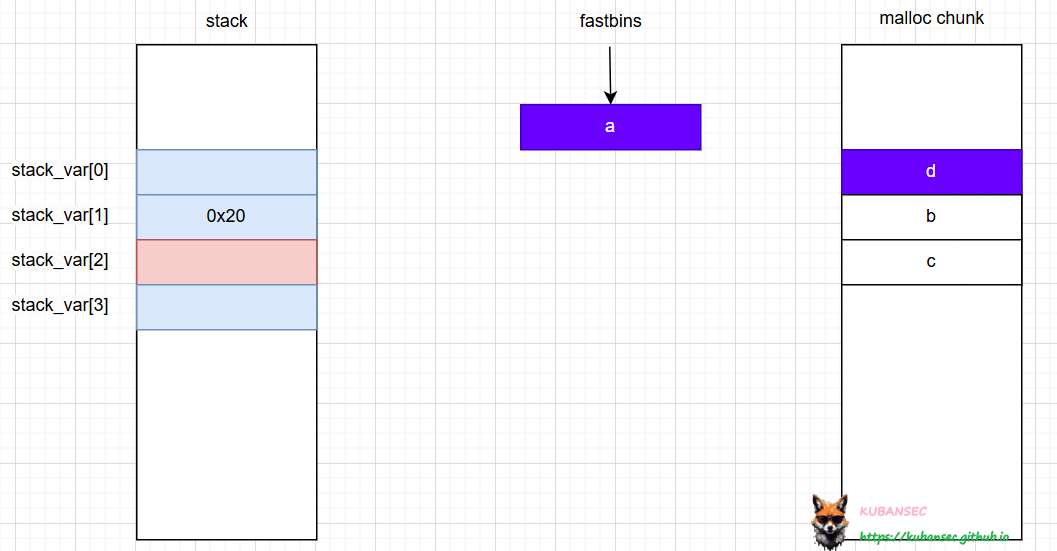 stack
fastbins
malloc chunk
a
stack_var[0]
d
stack_var[1]
0x20
b
stack_var[2]
c
stack_var[3]
KUBANSEC
https://kubansec.github.io